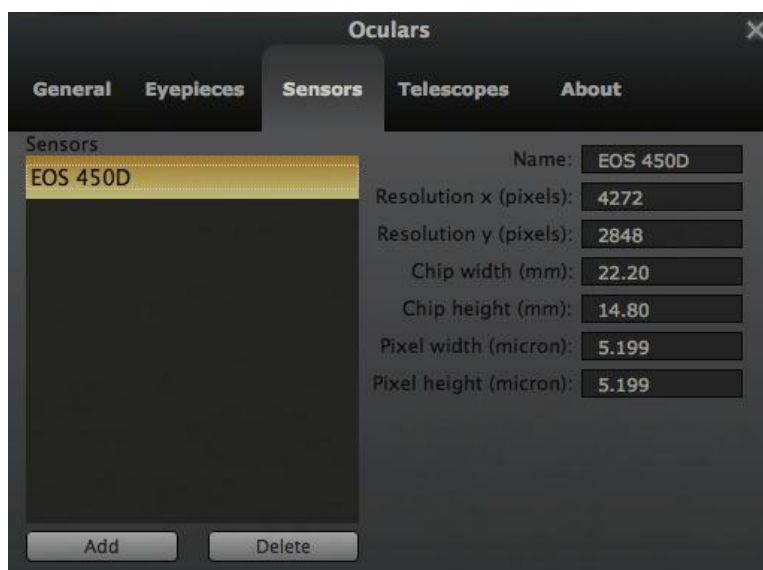 Oculars
General Eyepieces Sensors Telescopes About
Sensors
EOS 450D
Name: EOS 450D
Resolution x (pixels): 4272
Resolution y (pixels): 2848
Chip width (mm): 22.20
Chip height (mm): 14.80
Pixel width (micron): 5.199
Pixel height (micron): 5.199
Add Delete